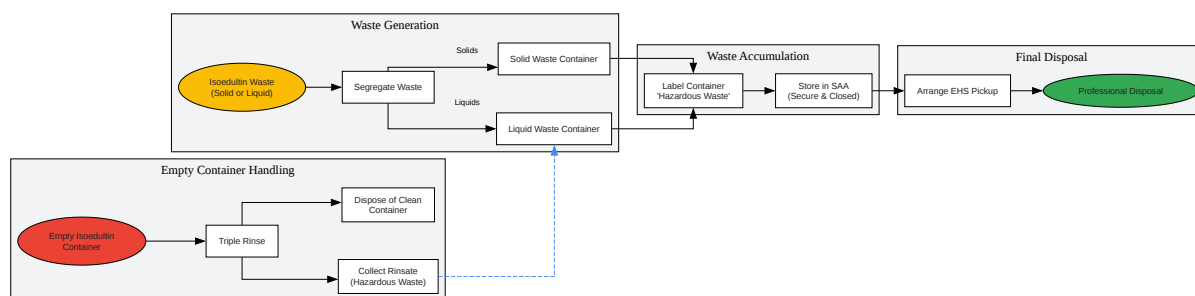 Waste Generation
Isoedultin Waste
(Solid or Liquid)
Segregate Waste
Solids
Liquids
Solid Waste Container
Liquid Waste Container
Waste Accumulation
Label Container
'Hazardous Waste'
Store in SAA
(Secure & Closed)
Final Disposal
Arrange EHS Pickup
Professional Disposal
Empty Container Handling
Empty Isoedultin
Container
Triple Rinse
Dispose of Clean
Container
Collect Rinsate
(Hazardous Waste)